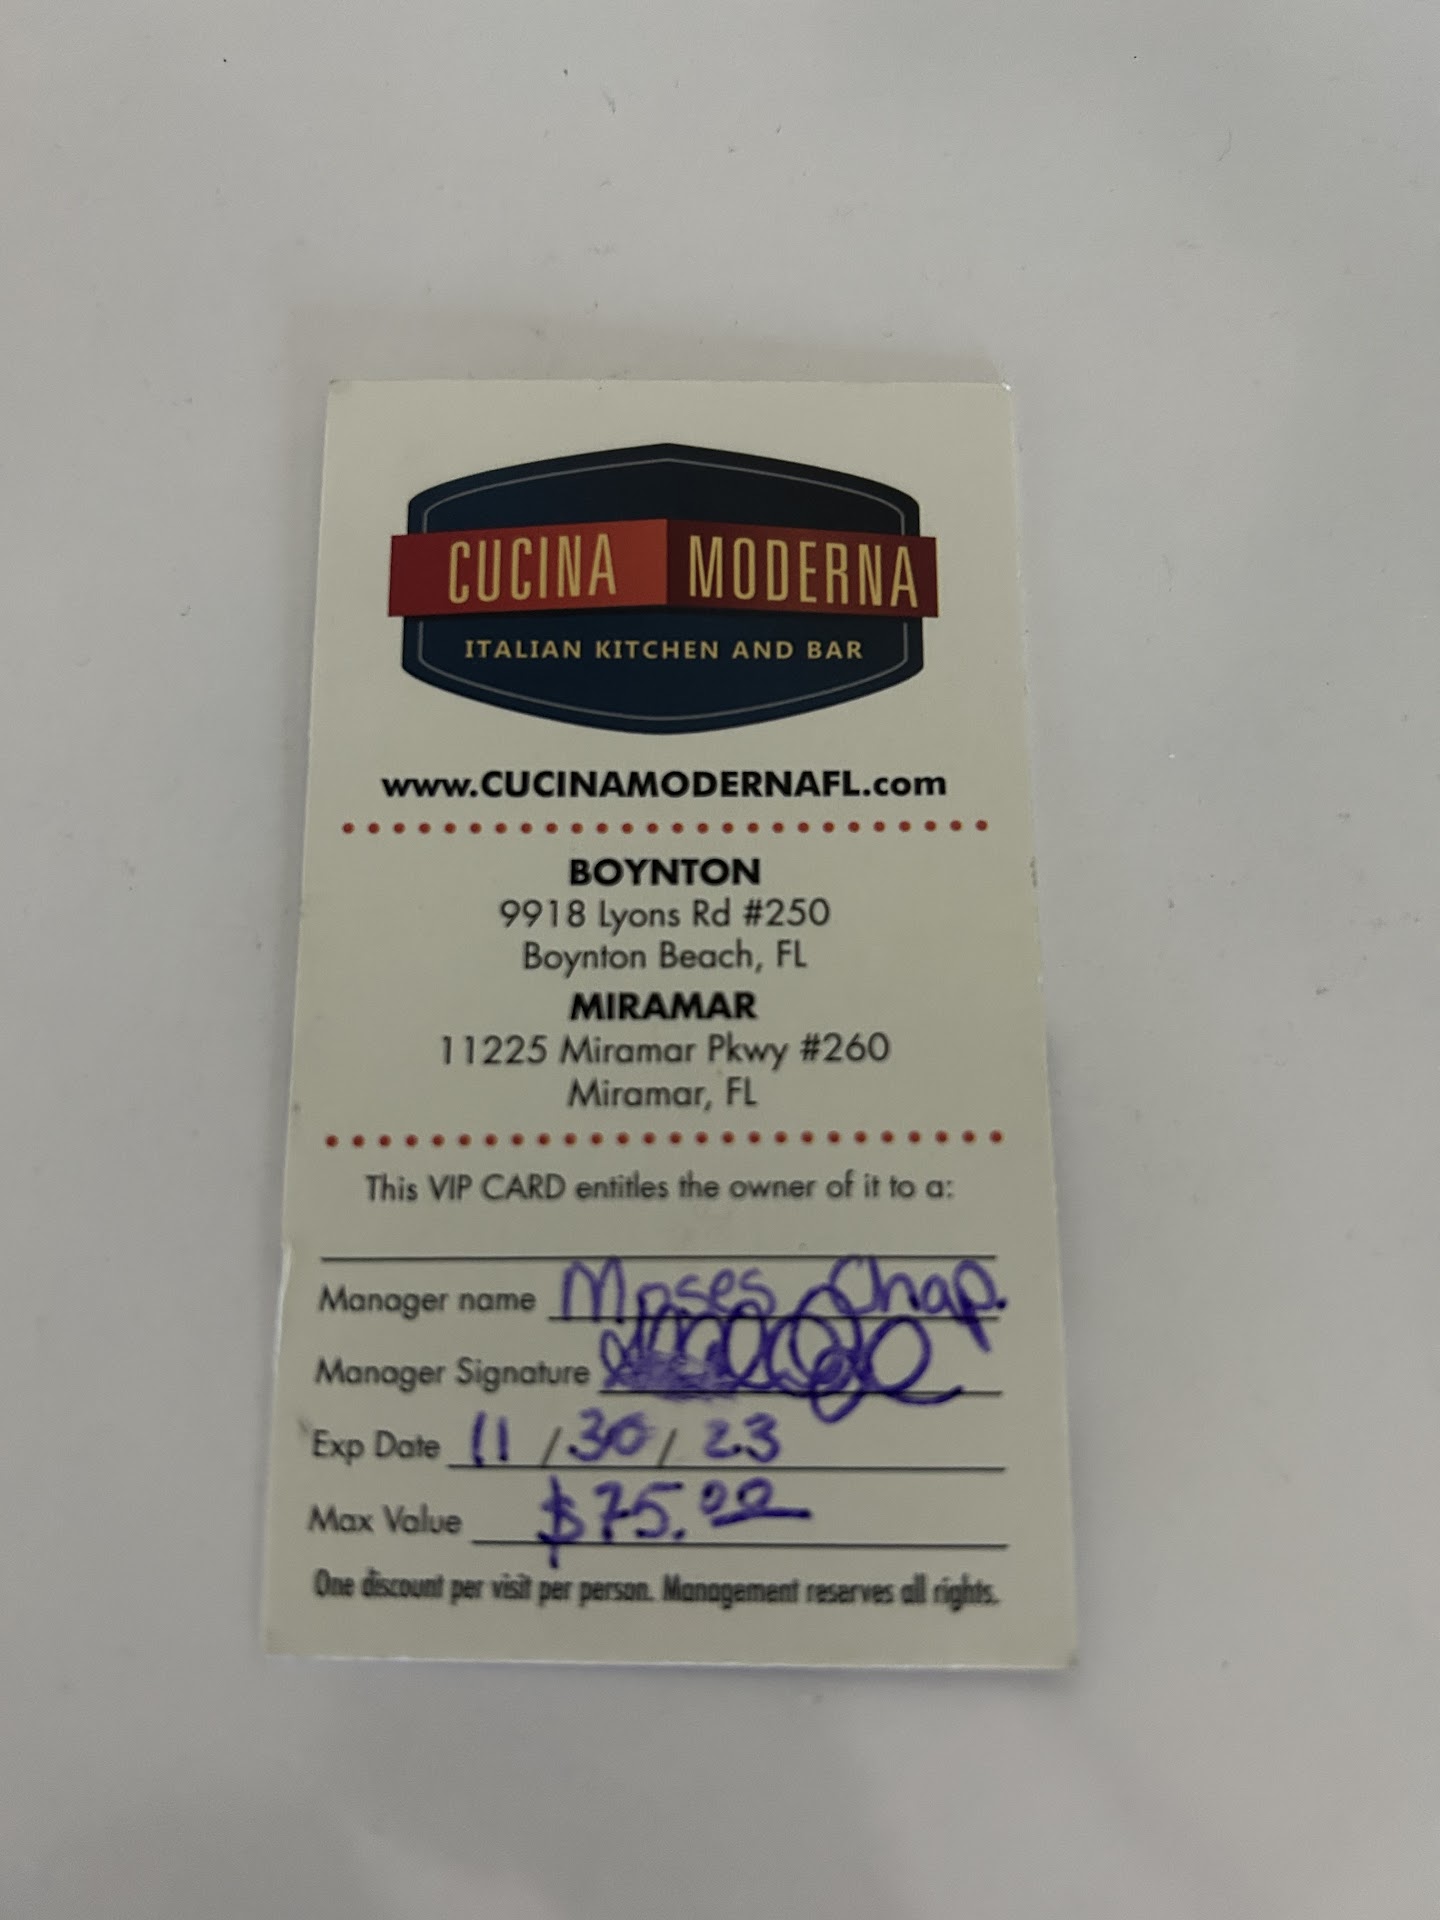 CUCINA MODERNA
ITALIAN KITCHEN AND BAR
www.CUCINAMODERNAFL.com
BOYNTON
9918 Lyons Rd #250
Boynton Beach, FL
MIRAMAR
11225 Miramar Pkwy #260
Miramar, FL
This VIP CARD entitles the owner of it to a:
Manager name Moses Chap.
Manager Signature
Exp Date 11/30/23
Max Value $75.00
One discount per visit per person. Management reserves all rights.